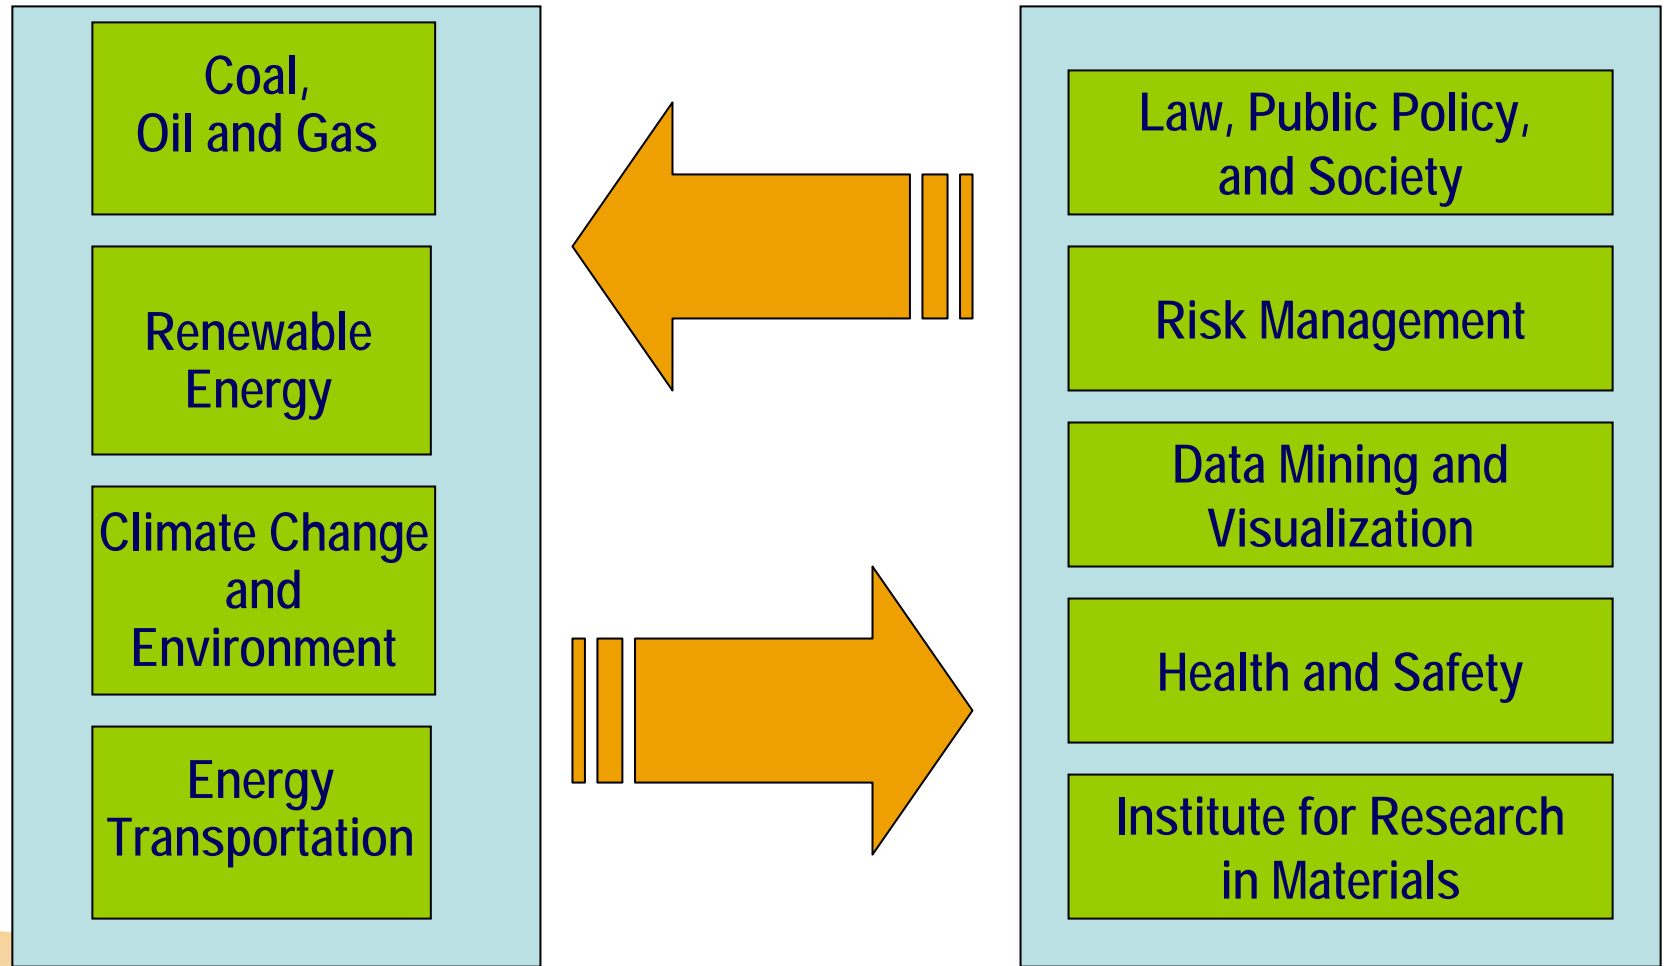 Coal,
Oil and Gas
Renewable
Energy
Climate Change
and
Environment
Energy
Transportation
Law, Public Policy,
and Society
Risk Management
Data Mining and
Visualization
Health and Safety
Institute for Research
in Materials